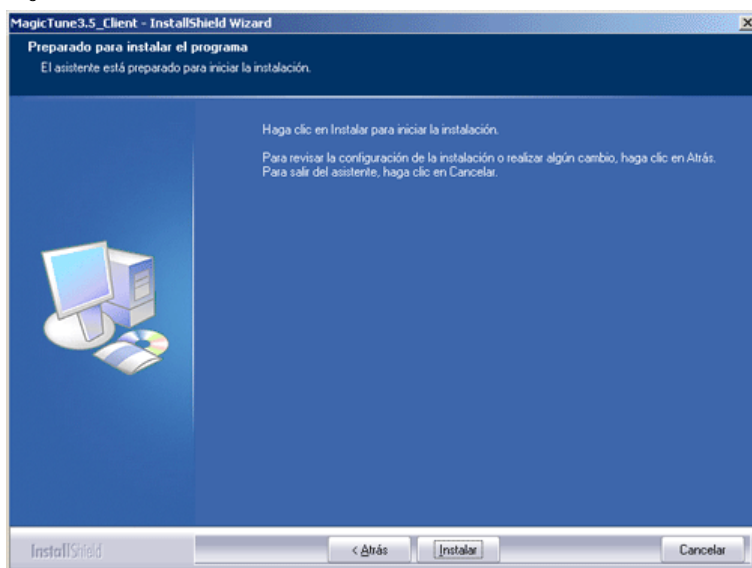 MagicTune3.5_Client - InstallShield Wizard
Preparado para instalar el programa
El asistente está preparado para iniciar la instalación.
Haga clic en Instalar para iniciar la instalación.
Para revisar la configuración de la instalación o realizar algún cambio, haga clic en Atrás.
Para salir del asistente, haga clic en Cancelar.
InstallShield
< Atrás
Instalar
Cancelar